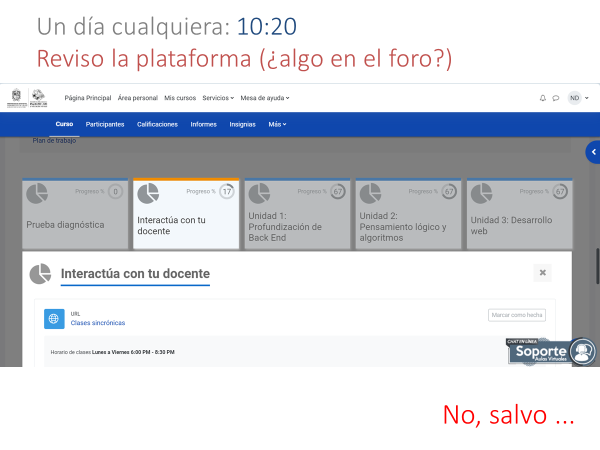 Un día cualquiera: 10:20
Reviso la plataforma (¿algo en el foro?)
Página Principal Área personal Mis cursos Servicios Mesa de ayuda ND
Curso Participantes Calificaciones Informes Insignias Más
Plan de trabajo
Progreso % 0 Progreso % 17 Progreso % 67 Progreso % 67 Progreso % 67
Prueba diagnóstica
Interactúa con tu
docente
Unidad 1:
Profundización de
Back End
Unidad 2:
Pensamiento lógico y
algoritmos
Unidad 3: Desarrollo
web
Interactúa con tu docente
URL
Clases sincrónicas
Marcar como hecha
Horario de clases Lunes a Viernes 6:00 PM - 8:30 PM
CHAT EN LÍNEA
Soporte
Aulas Virtuales
No, salvo ...